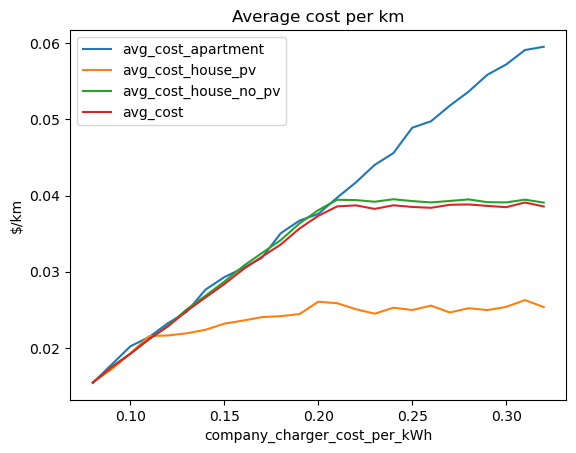 Average cost per km
0.06
0.05
0.04
0.03
0.02
$/km
avg_cost_apartment
avg_cost_house_pv
avg_cost_house_no_pv
avg_cost
0.10 0.15 0.20 0.25 0.30
company_charger_cost_per_kWh